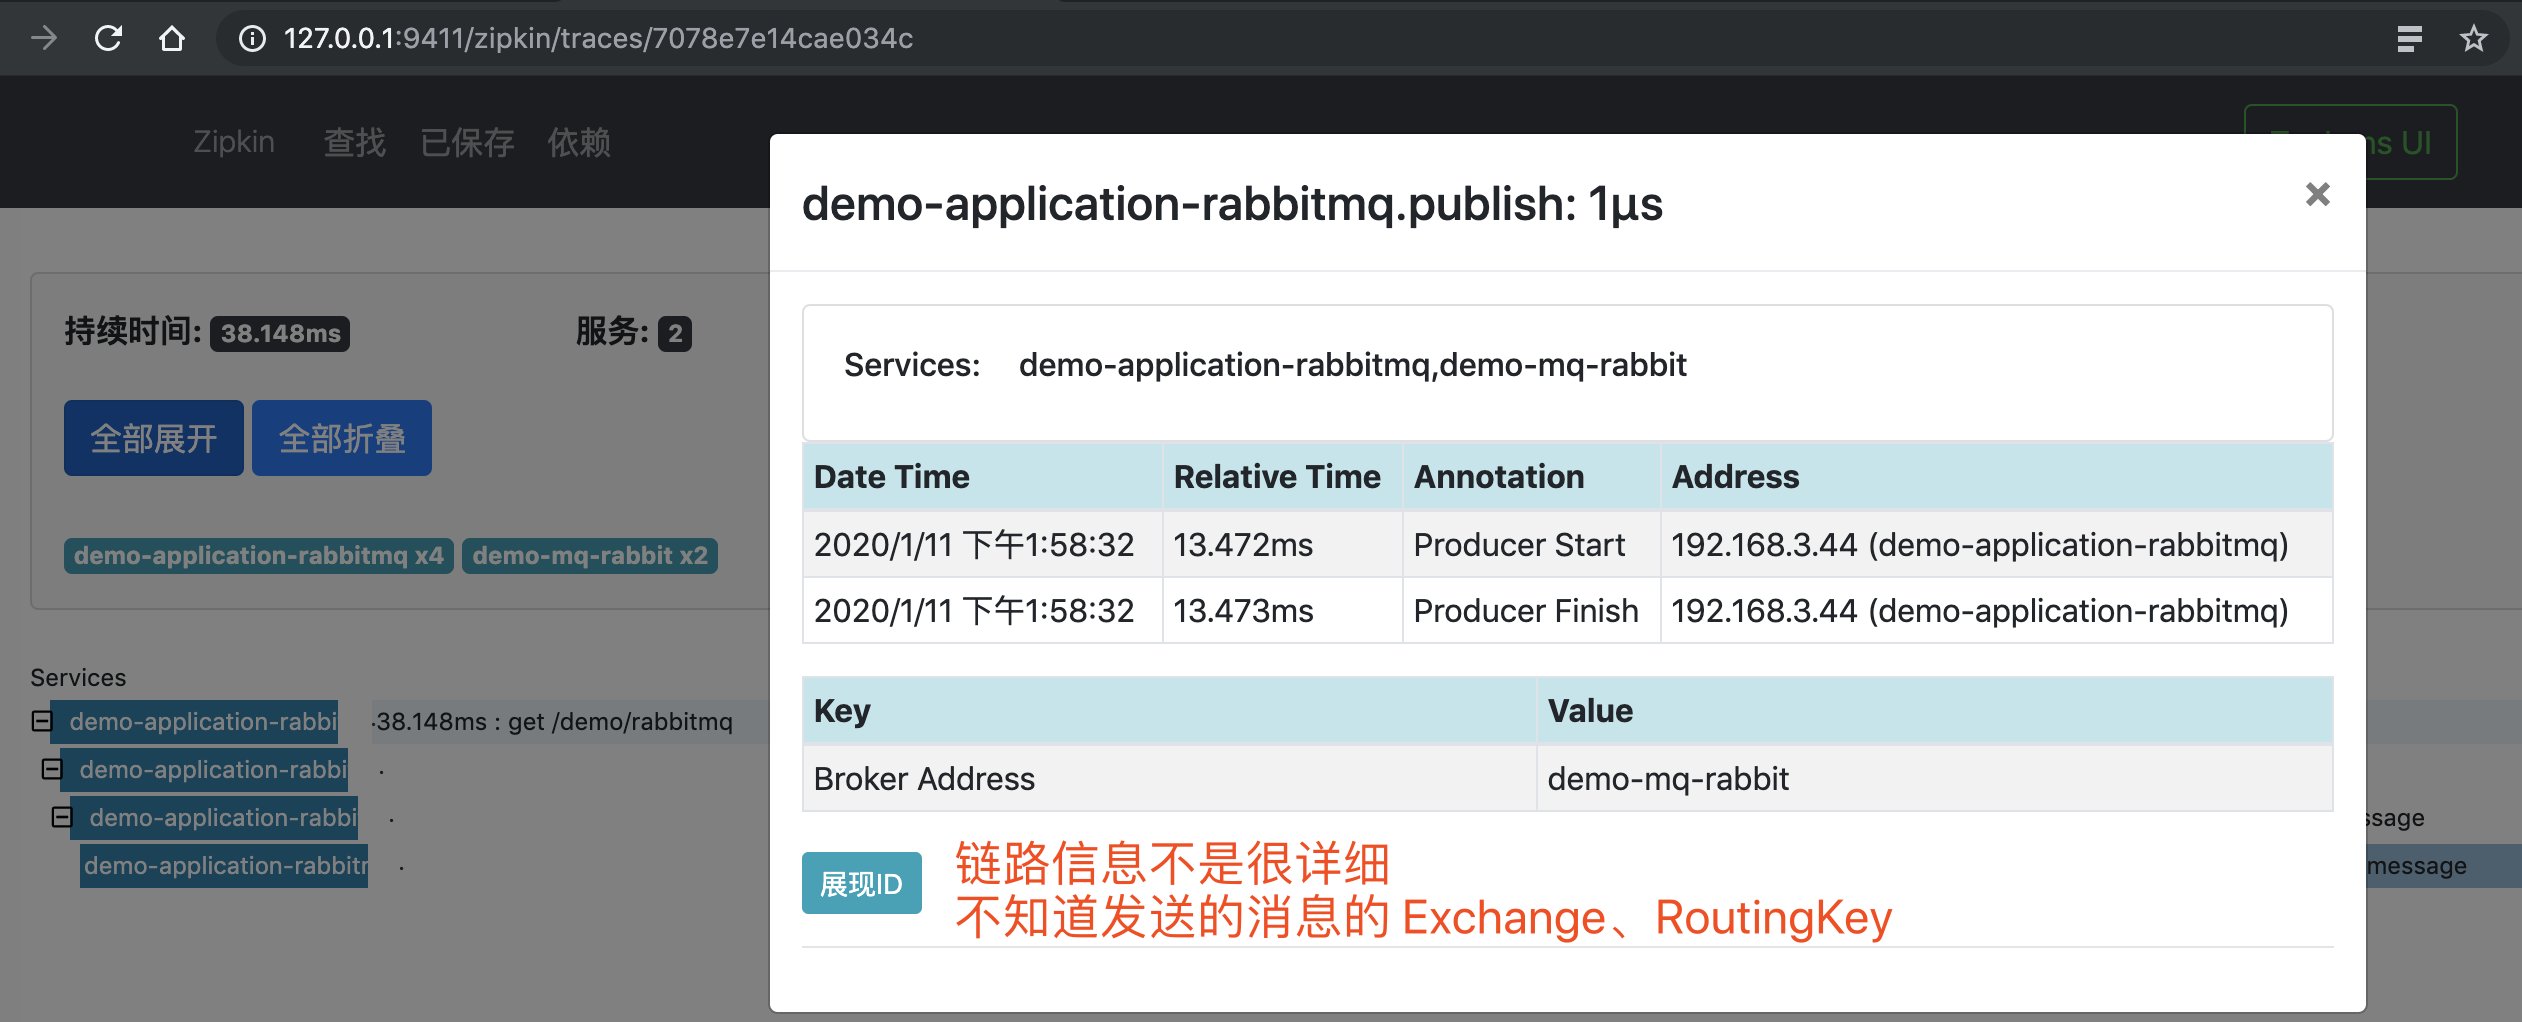 127.0.0.1:9411/zipkin/traces/7078e7e14cae034c
Zipkin 查找 已保存 依赖
ns UI
demo-application-rabbitmq.publish: 1μs ×
持续时间: 38.148ms 服务: 2
Services: demo-application-rabbitmq,demo-mq-rabbit
全部展开 全部折叠
Date Time Relative Time Annotation Address
2020/1/11 下午1:58:32 13.472ms Producer Start 192.168.3.44 (demo-application-rabbitmq)
demo-application-rabbitmq x4 demo-mq-rabbit x2
2020/1/11 下午1:58:32 13.473ms Producer Finish 192.168.3.44 (demo-application-rabbitmq)
Services
demo-application-rabbi ·38.148ms : get /demo/rabbitmq
Key Value
demo-application-rabbi .
Broker Address demo-mq-rabbit
demo-application-rabbi .
ssage
demo-application-rabbitr .
message
展现ID
链路信息不是很详细
不知道发送的消息的 Exchange、RoutingKey